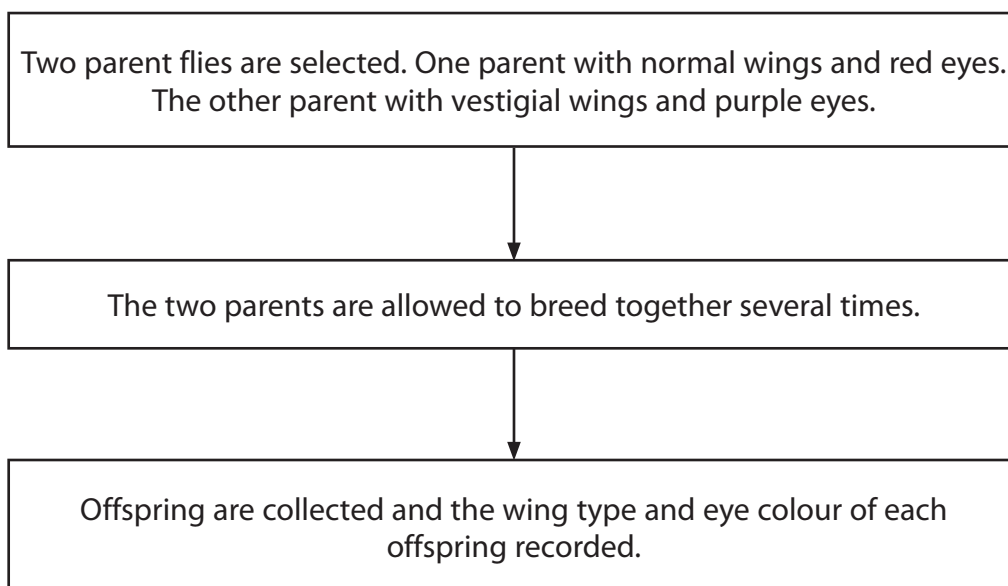 Two parent flies are selected. One parent with normal wings and red eyes.
The other parent with vestigial wings and purple eyes.
The two parents are allowed to breed together several times.
Offspring are collected and the wing type and eye colour of each
offspring recorded.